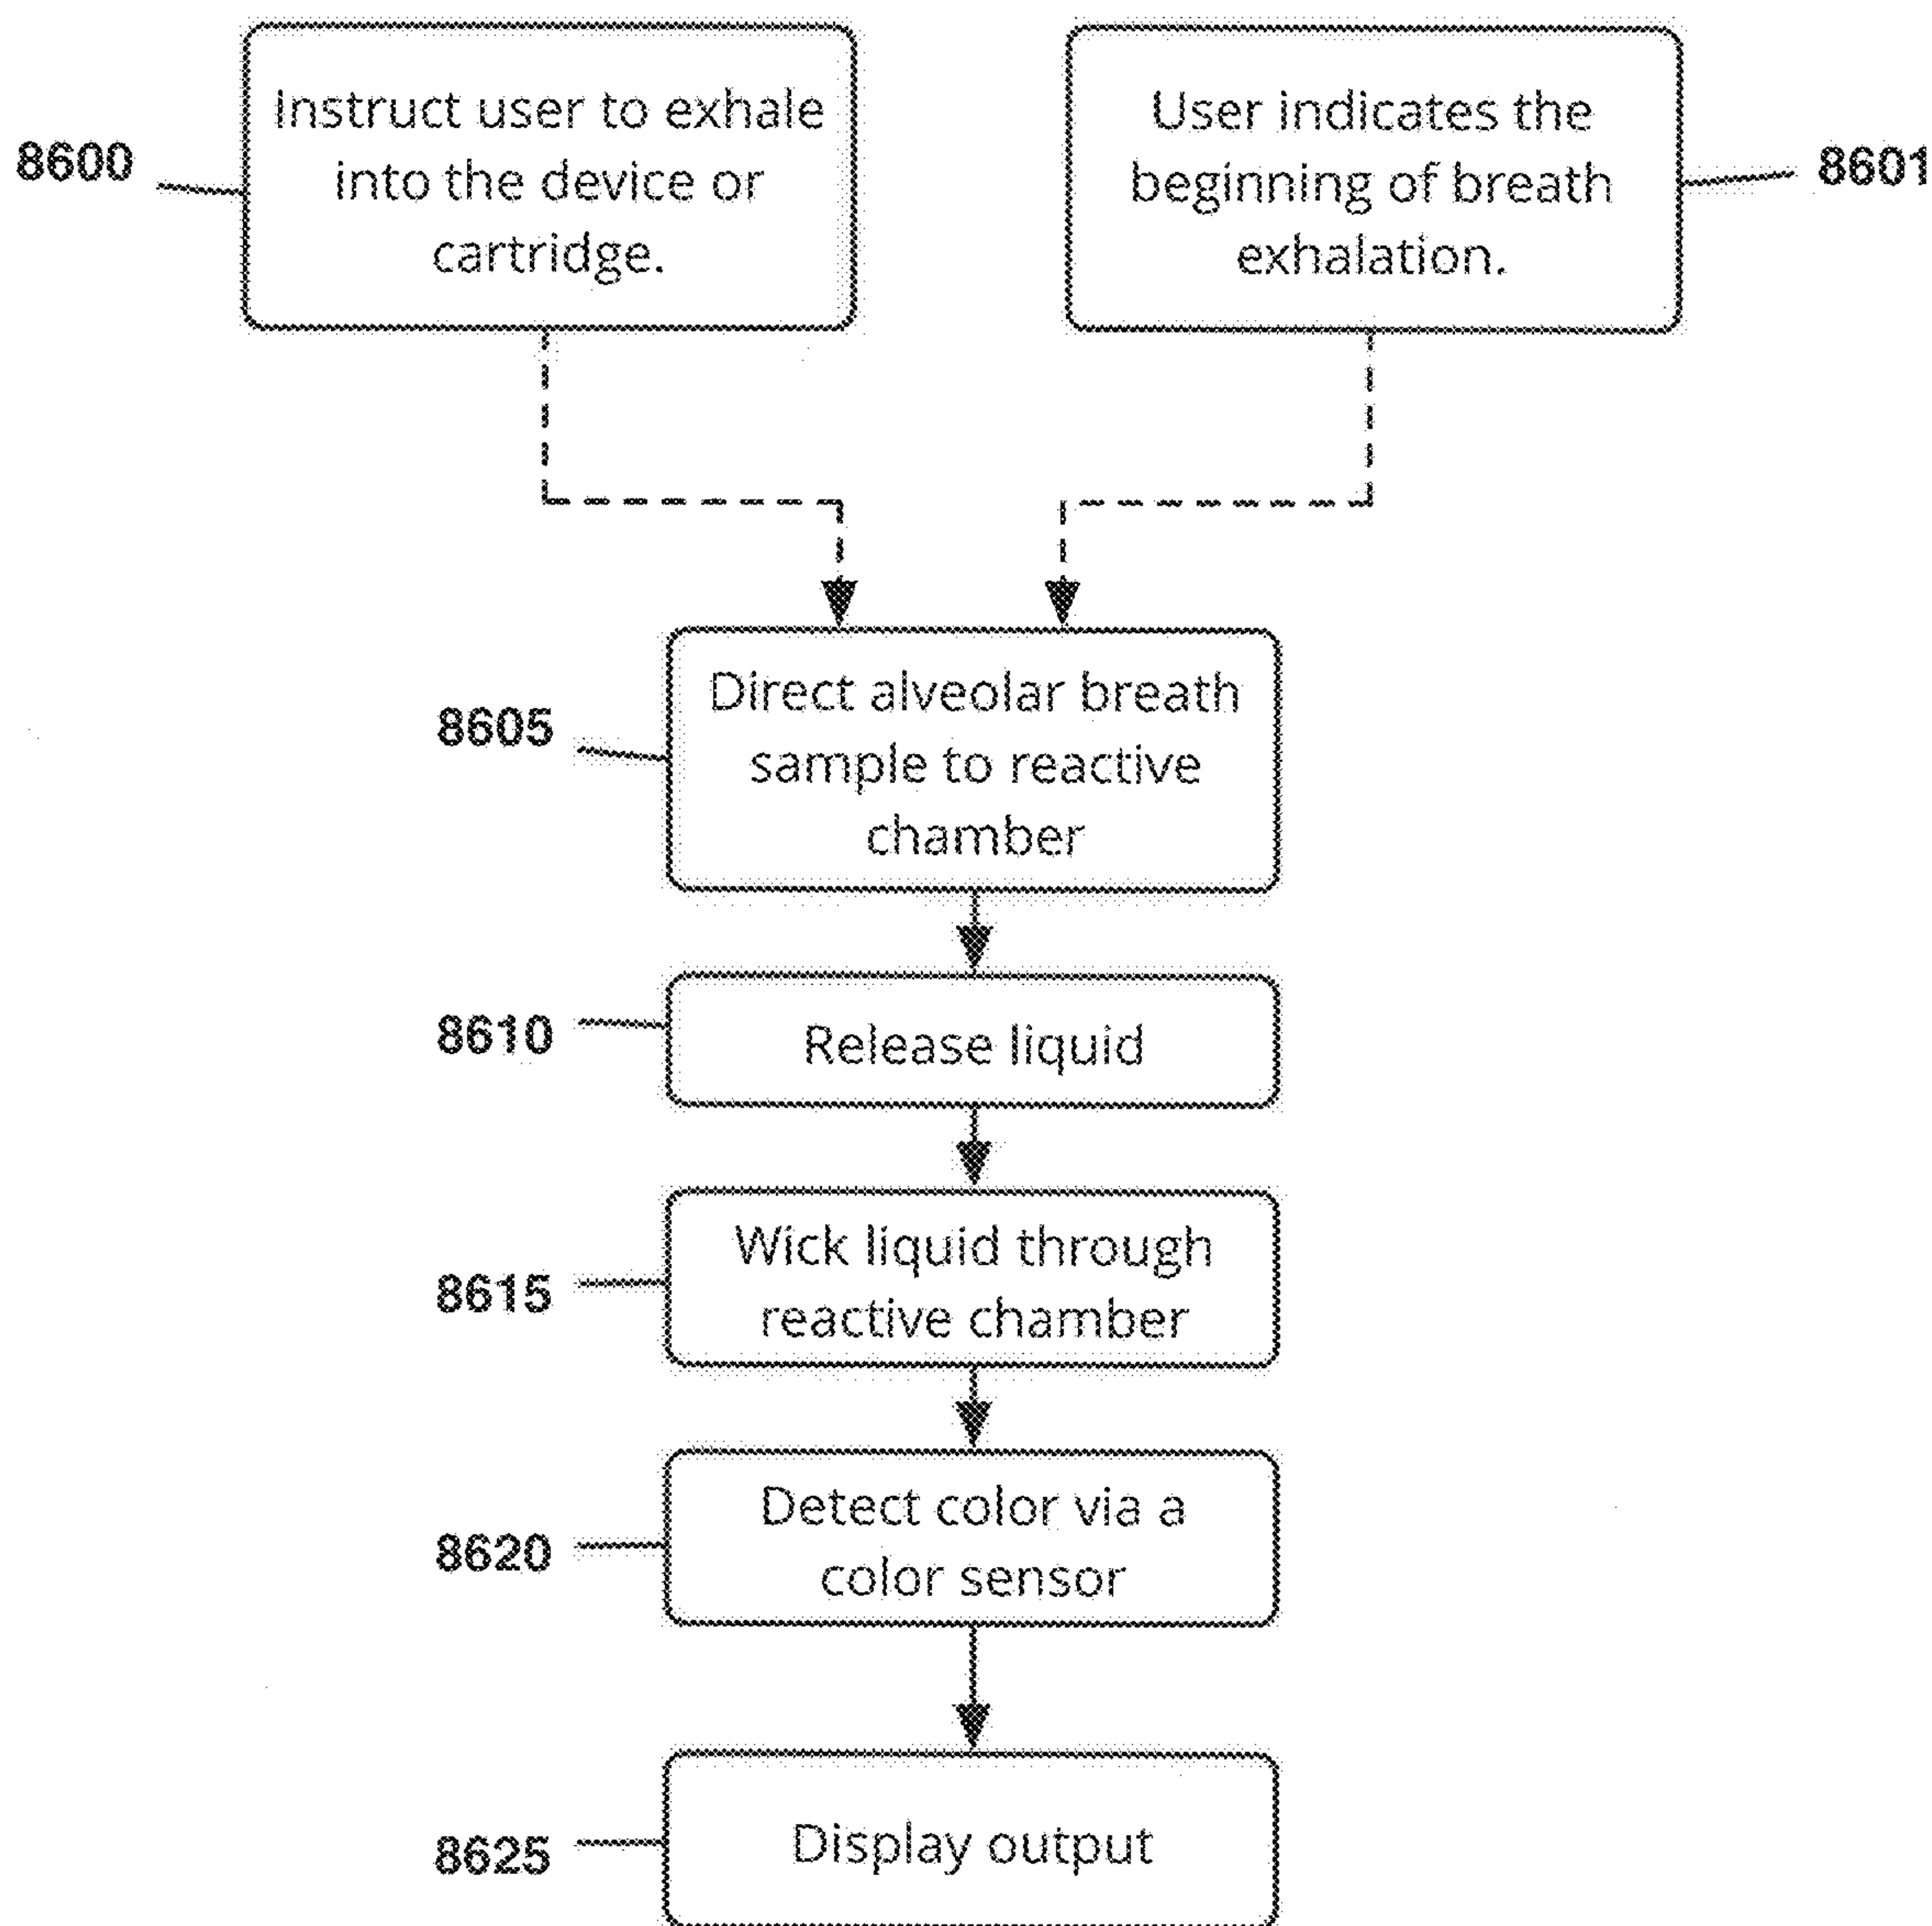 8600
Instruct user to exhale
into the device or
cartridge.
User indicates the
beginning of breath
exhalation.
8601
8605
Direct alveolar breath
sample to reactive
chamber
8610
Release liquid
8615
Wick liquid through
reactive chamber
8620
Detect color via a
color sensor
8625
Display output